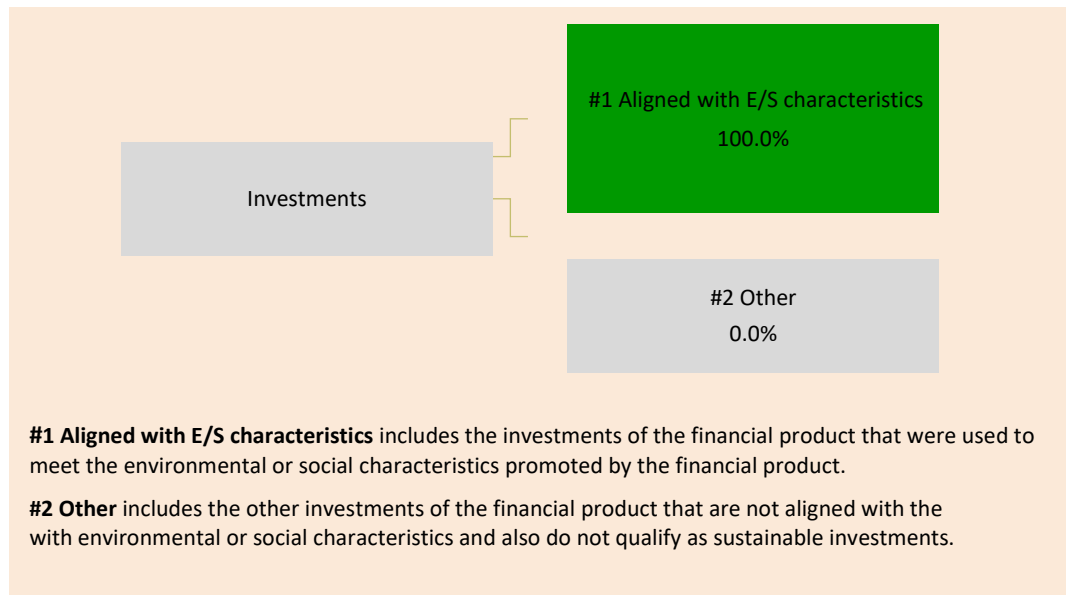 #1 Aligned with E/S characteristics
100.0%
Investments
#2 Other
0.0%
#1 Aligned with E/S characteristics includes the investments of the financial product that were used to
meet the environmental or social characteristics promoted by the financial product.
#2 Other includes the other investments of the financial product that are not aligned with the
with environmental or social characteristics and also do not qualify as sustainable investments.